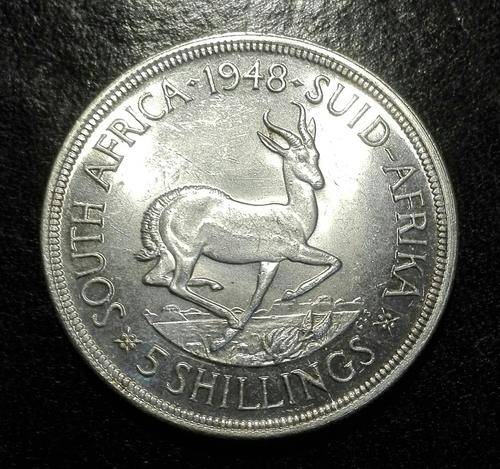 SOUTH AFRICA · 1948 · SUID-AFRIKA
5 SHILLINGS